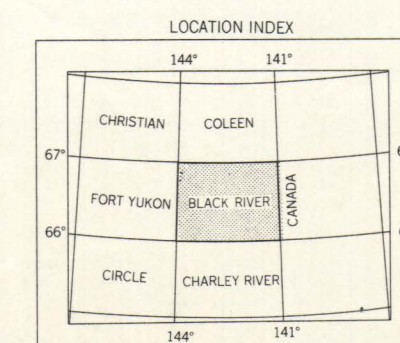 LOCATION INDEX
144° 141°
CHRISTIAN COLEEN
67°
FORT YUKON BLACK RIVER CANADA
66°
CIRCLE CHARLEY RIVER
144° 141°